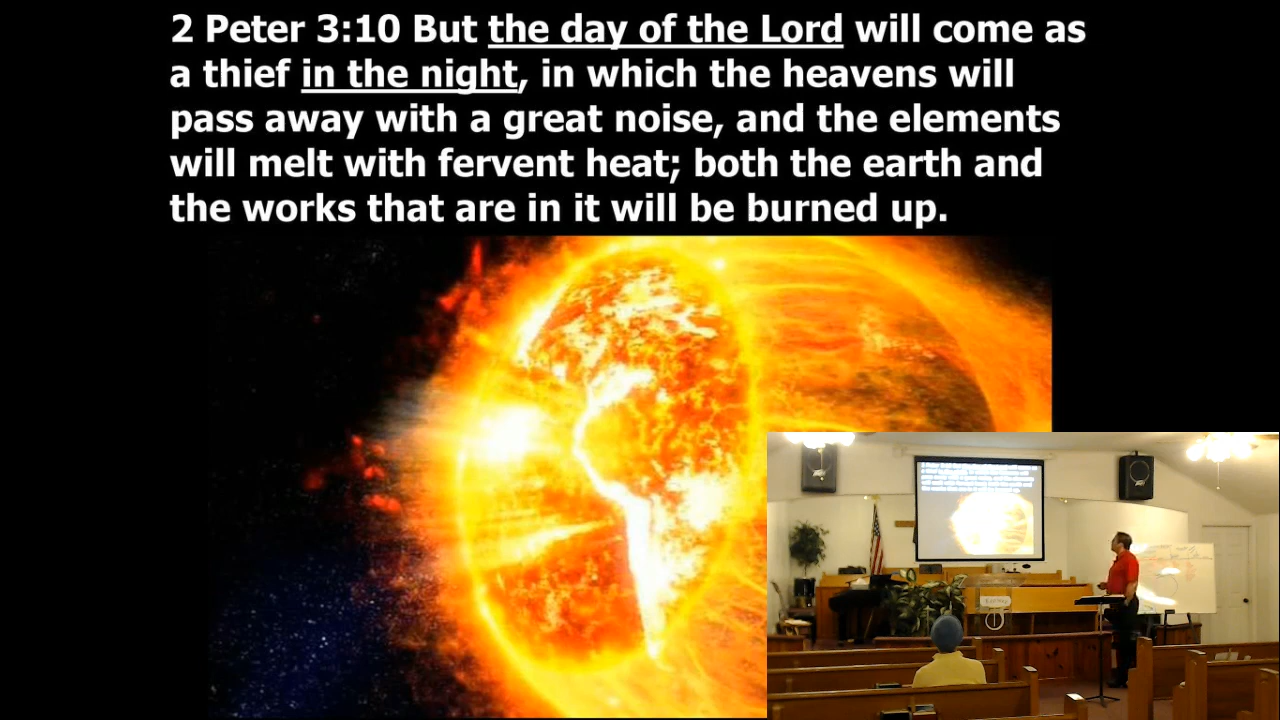 2 Peter 3:10 But the day of the Lord will come as
a thief in the night, in which the heavens will
pass away with a great noise, and the elements
will melt with fervent heat; both the earth and
the works that are in it will be burned up.